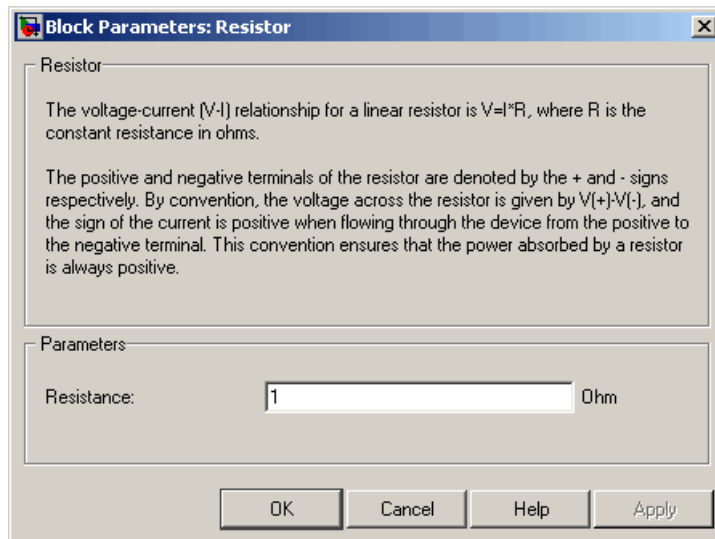 Block Parameters: Resistor
Resistor
The voltage-current (V-I) relationship for a linear resistor is V=I*R, where R is the
constant resistance in ohms.
The positive and negative terminals of the resistor are denoted by the + and - signs
respectively. By convention, the voltage across the resistor is given by V(+)-V(-), and
the sign of the current is positive when flowing through the device from the positive to
the negative terminal. This convention ensures that the power absorbed by a resistor
is always positive.
Parameters
Resistance: 1 Ohm
OK Cancel Help Apply